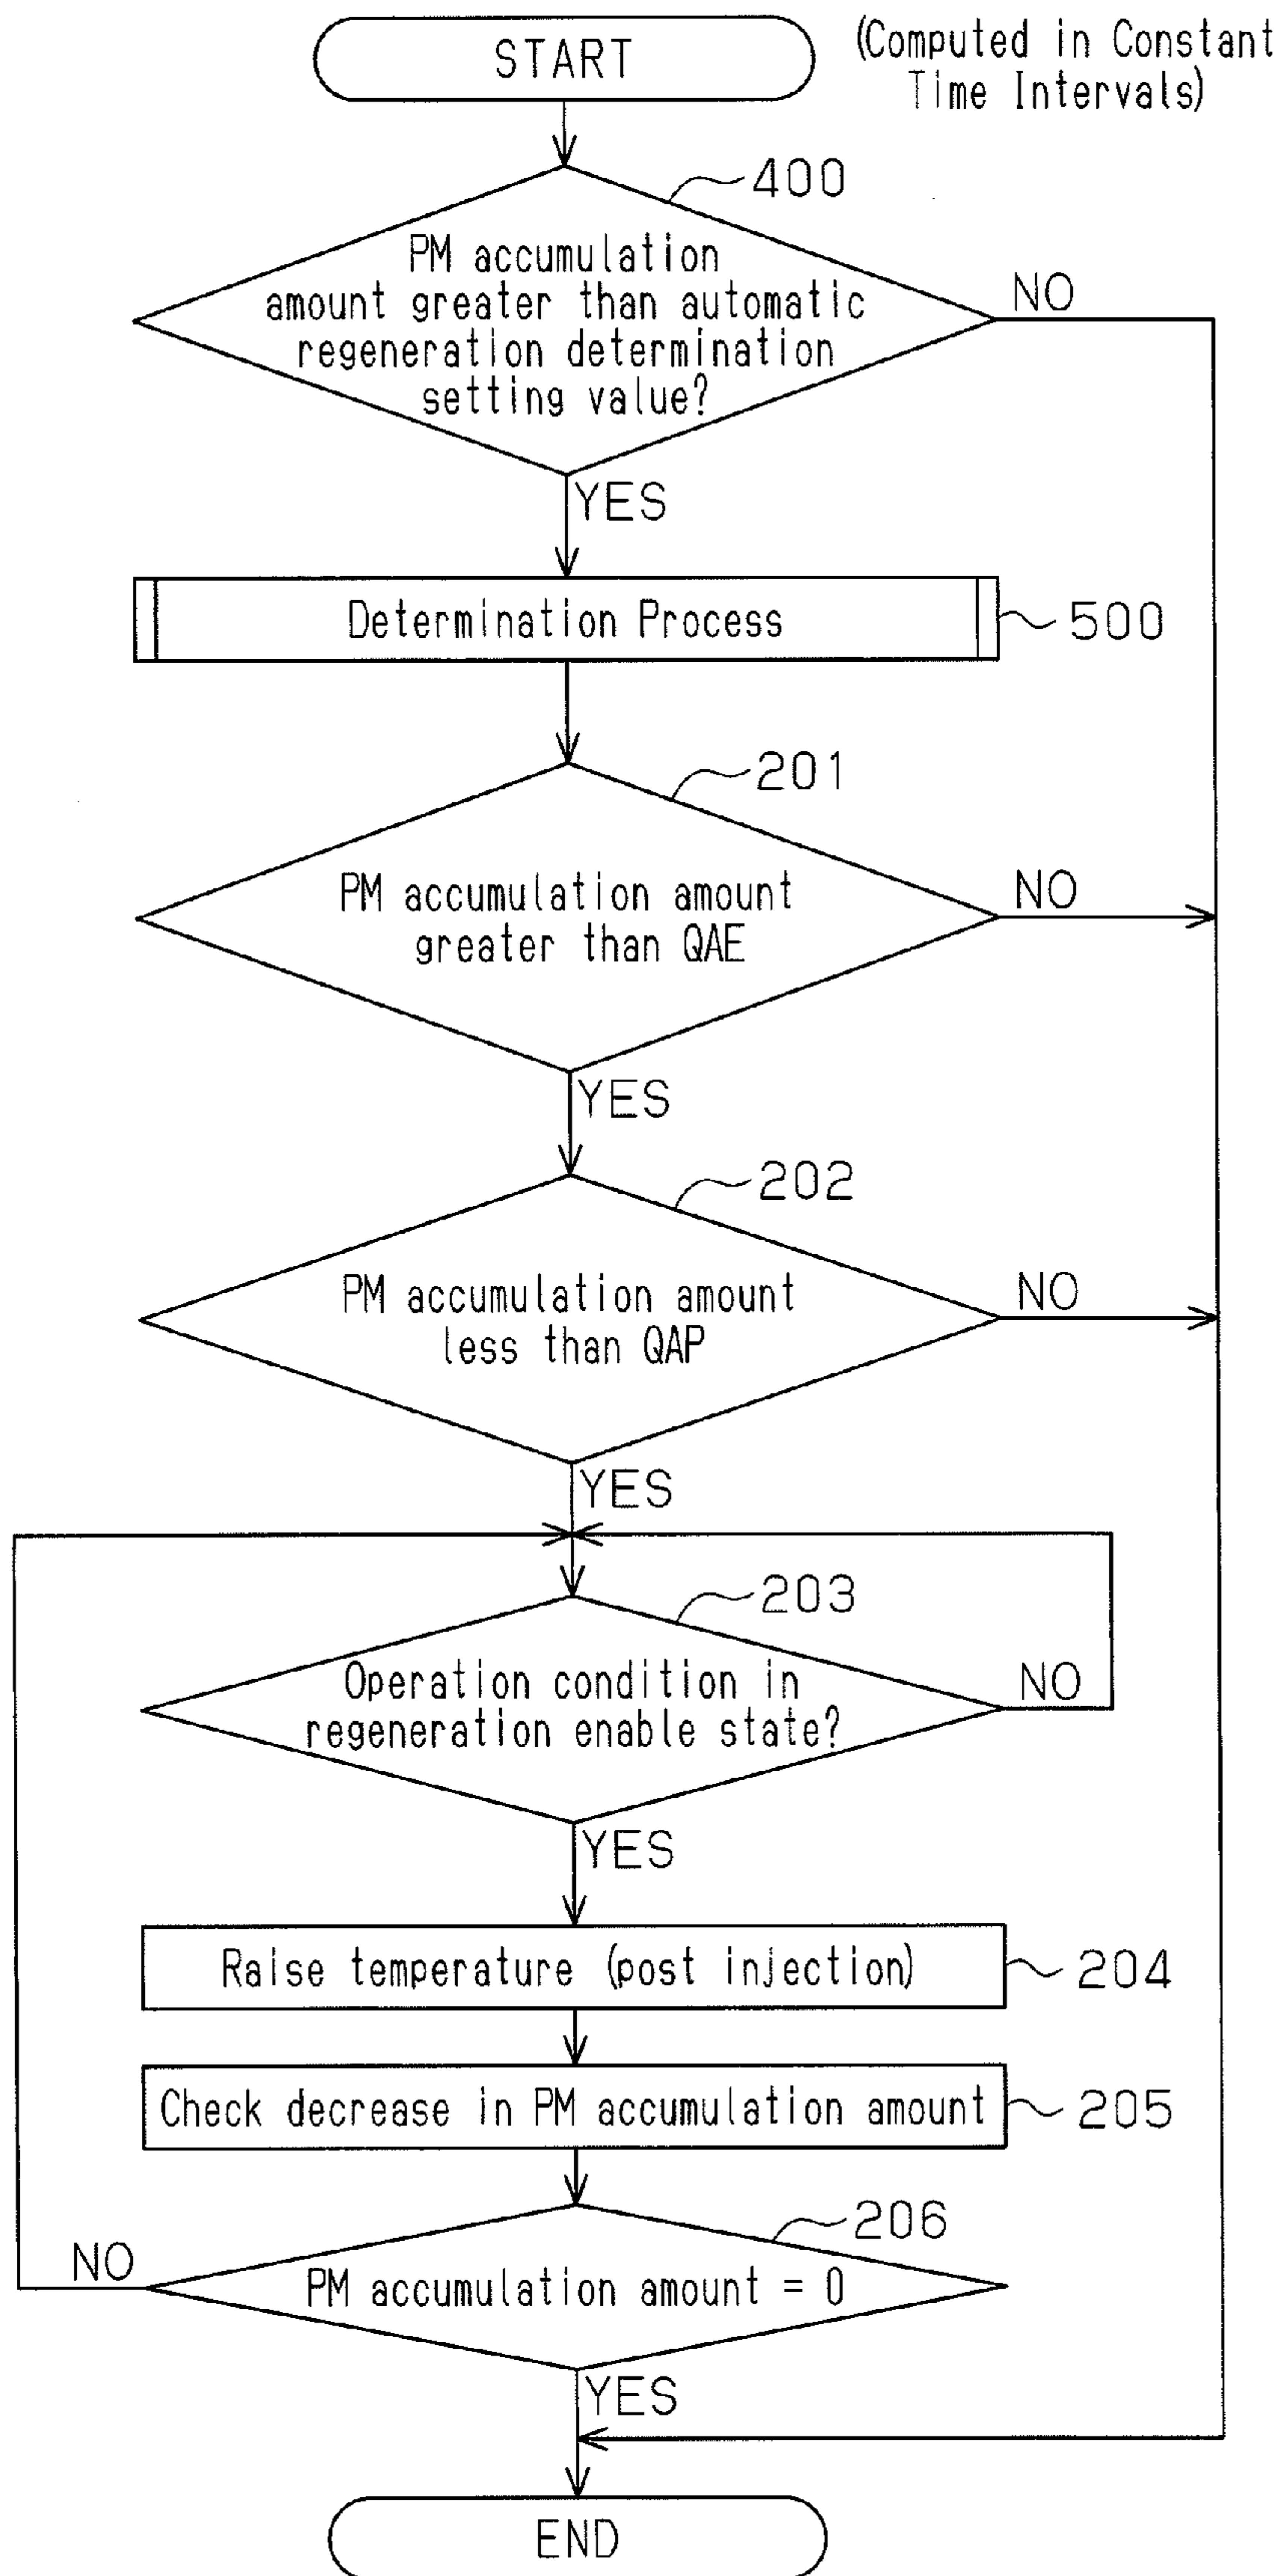 START
(Computed in Constant
Time Intervals)
400
PM accumulation
amount greater than automatic
regeneration determination
setting value?
NO
YES
Determination Process
500
201
PM accumulation amount
greater than QAE
NO
YES
202
PM accumulation amount
less than QAP
NO
YES
203
Operation condition in
regeneration enable state?
NO
YES
Raise temperature (post injection)
204
Check decrease in PM accumulation amount
205
206
PM accumulation amount = 0
NO
YES
END